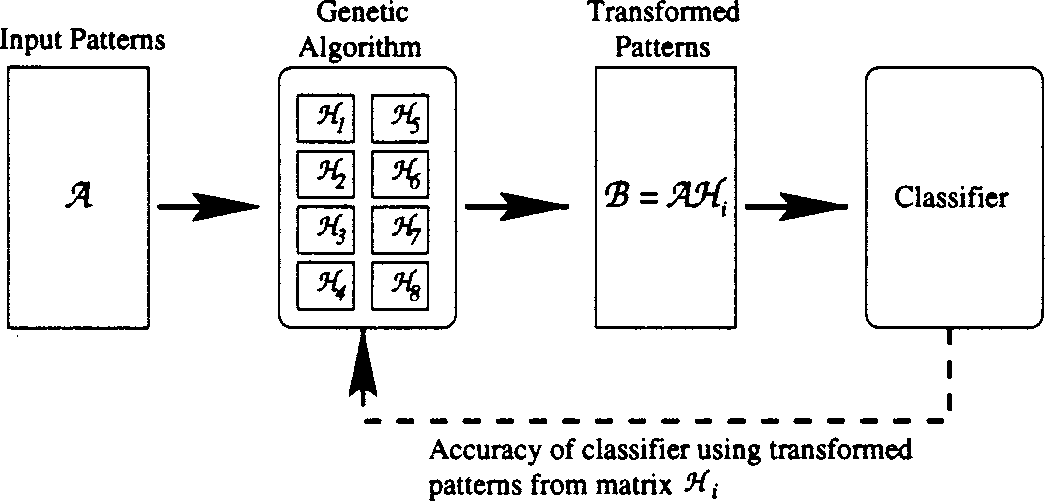 Input Patterns
Genetic
Algorithm
Transformed
Patterns
𝒜
ℋ1 ℋ5
ℋ2 ℋ6
ℋ3 ℋ7
ℋ4 ℋ8
ℬ = 𝒜ℋi
Classifier
Accuracy of classifier using transformed
patterns from matrix ℋi